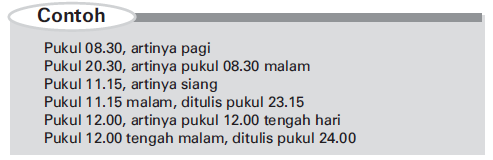 Contoh
Pukul 08.30, artinya pagi
Pukul 20.30, artinya pukul 08.30 malam
Pukul 11.15, artinya siang
Pukul 11.15 malam, ditulis pukul 23.15
Pukul 12.00, artinya pukul 12.00 tengah hari
Pukul 12.00 tengah malam, ditulis pukul 24.00